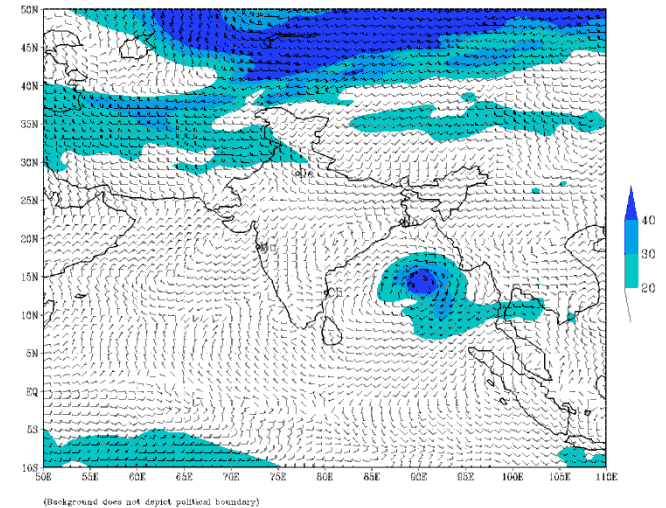 50N
45N
40N
35N
30N
25N
20N
15N
10N
5N
EQ
5S
10S
50E 55E 60E 65E 70E 75E 80E 85E 90E 95E 100E 105E 110E
40
30
20
(Background does not depict political boundary)